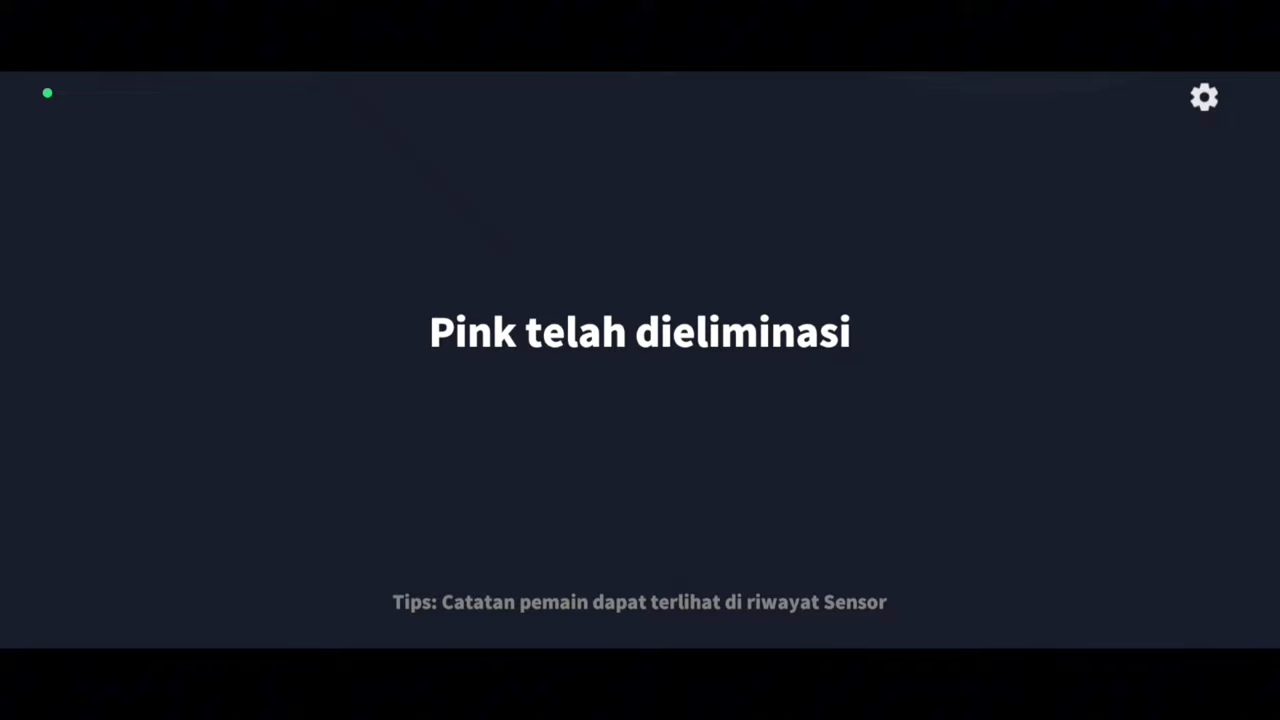 Pink telah dieliminasi
Tips: Catatan pemain dapat terlihat di riwayat Sensor